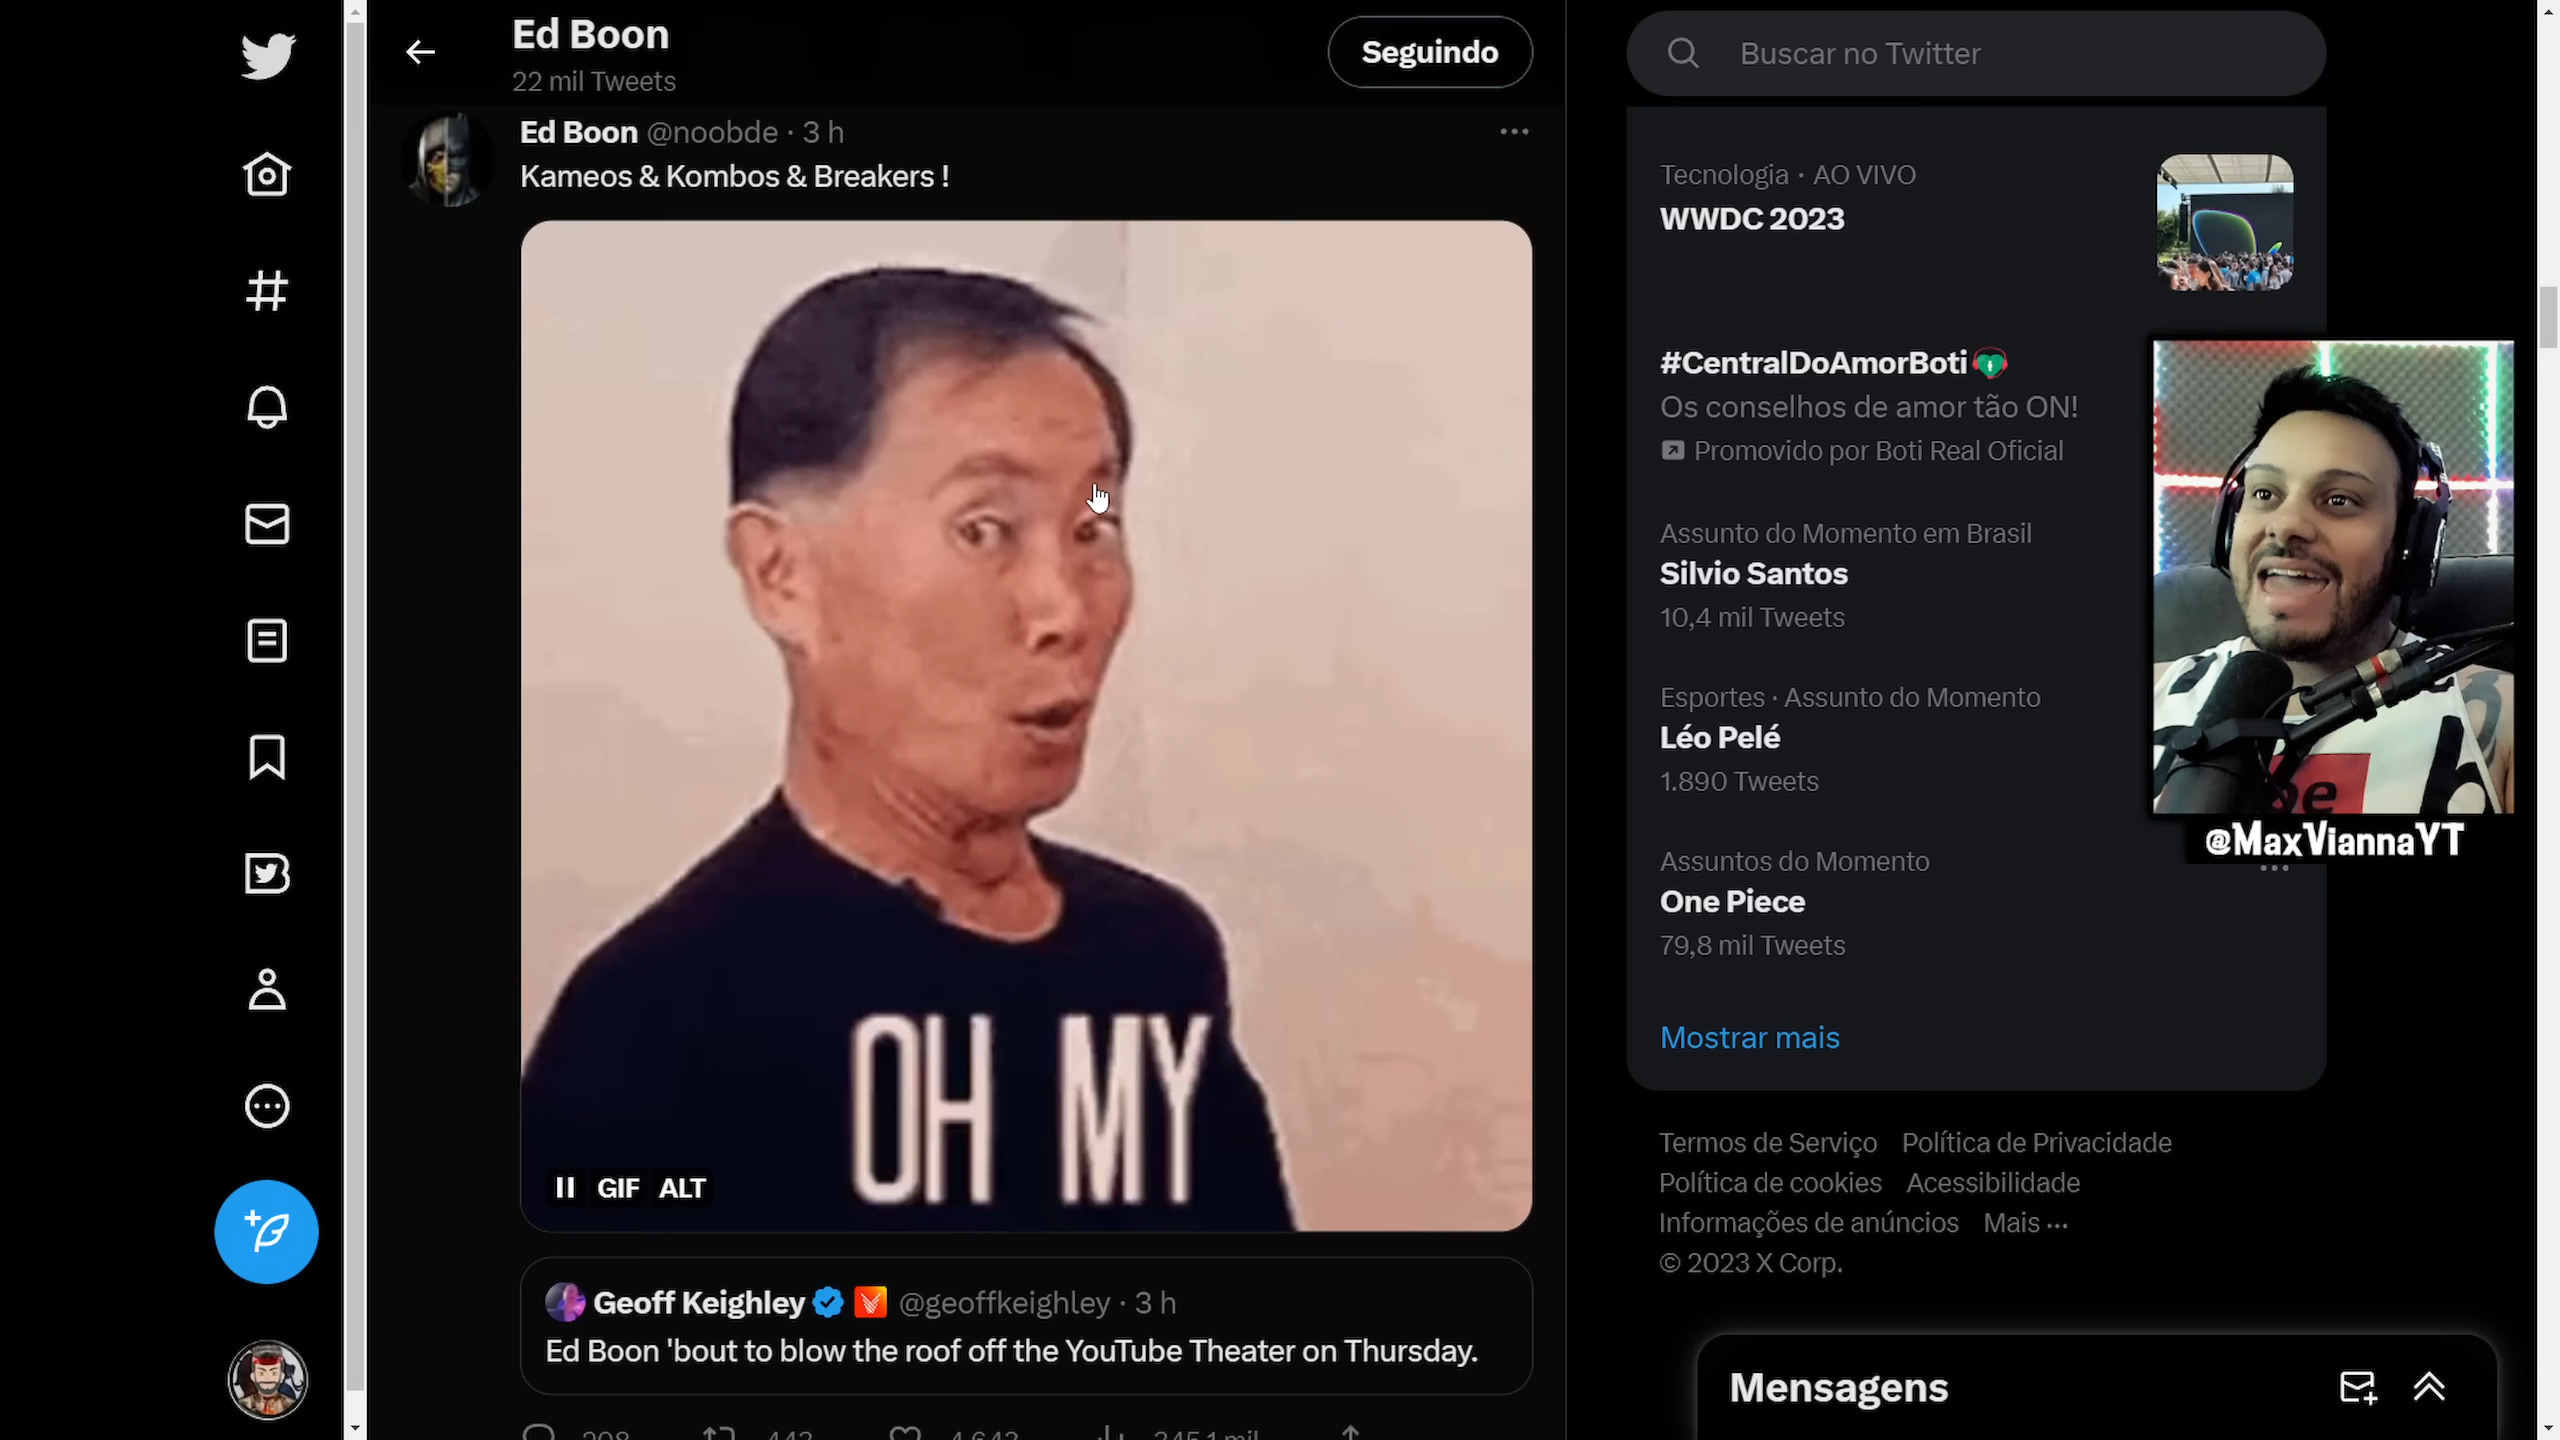 Ed Boon
22 mil Tweets
Seguindo
Buscar no Twitter
Ed Boon @noobde · 3 h
Kameos & Kombos & Breakers !
OH MY
GIF ALT
Geoff Keighley @geoffkeighley · 3 h
Ed Boon 'bout to blow the roof off the YouTube Theater on Thursday.
Tecnologia · AO VIVO
WWDC 2023
#CentralDoAmorBoti
Os conselhos de amor tão ON!
Promovido por Boti Real Oficial
Assunto do Momento em Brasil
Silvio Santos
10,4 mil Tweets
Esportes · Assunto do Momento
Léo Pelé
1.890 Tweets
Assuntos do Momento
One Piece
79,8 mil Tweets
Mostrar mais
@MaxViannaYT
Termos de Serviço Política de Privacidade
Política de cookies Acessibilidade
Informações de anúncios Mais ...
© 2023 X Corp.
Mensagens